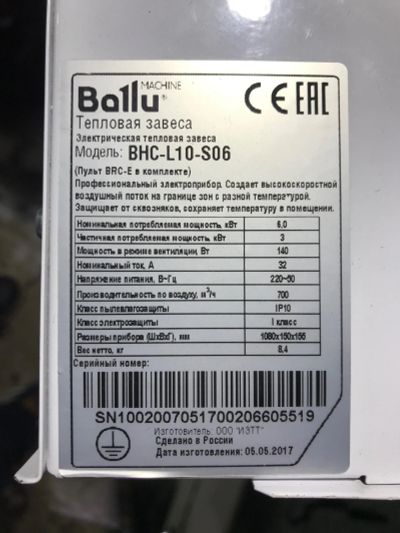 Ballu MACHINE ®
CE EAC
Тепловая завеса
Электрическая тепловая завеса
Модель: BHC-L10-S06
(Пульт BRC-E в комплекте)
Профессиональный электроприбор. Создает высокоскоростной
воздушный поток на границе зон с разной температурой.
Защищает от сквозняков, сохраняет температуру в помещении.
Номинальная потребляемая мощность, кВт 6,0
Частичная потребляемая мощность, кВт 3
Мощность в режиме вентиляции, Вт 140
Номинальный ток, А 32
Напряжение питания, В~Гц 220~50
Производительность по воздуху, м³/ч 700
Класс пылевлагозащиты IP10
Класс электрозащиты I класс
Размеры прибора (ШхВхГ), мм 1080x150x155
Вес нетто, кг 8,4
Серийный номер:
SN1002007051700206605519
Изготовитель: ООО "ИЗТТ"
Сделано в России
Дата изготовления: 05.05.2017